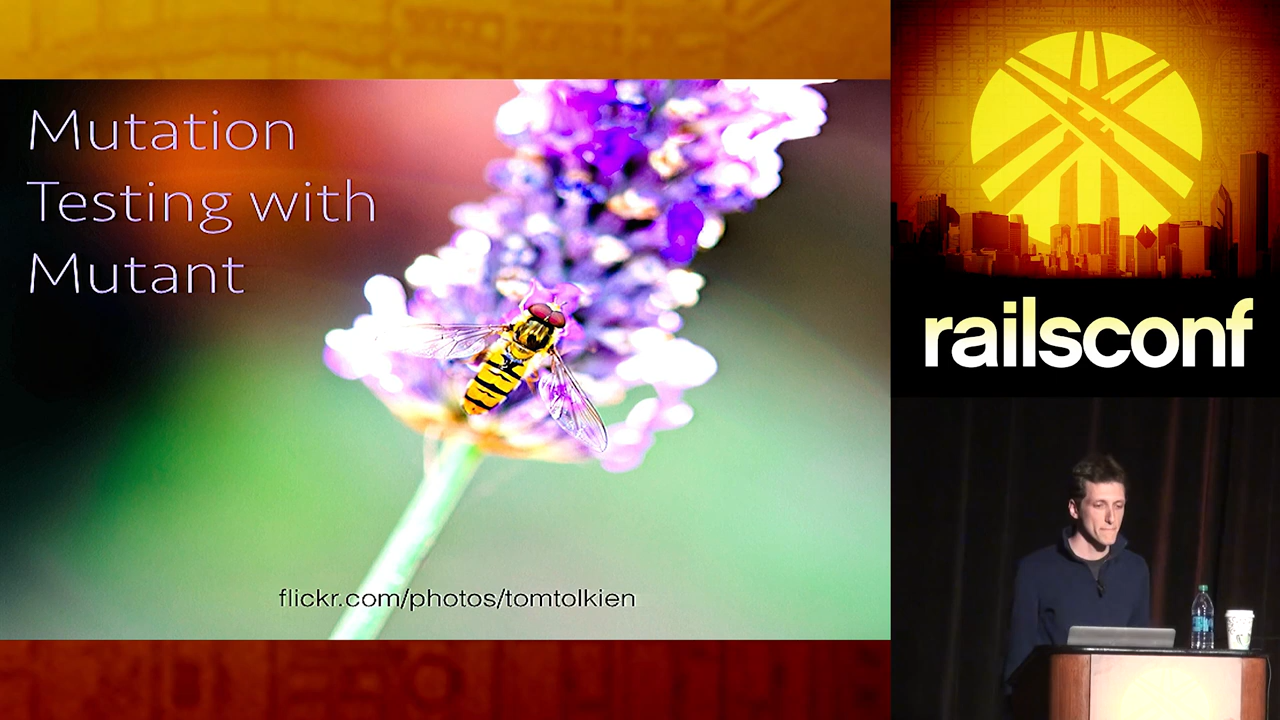 Mutation
Testing with
Mutant
flickr.com/photos/tomtolkien
railsconf